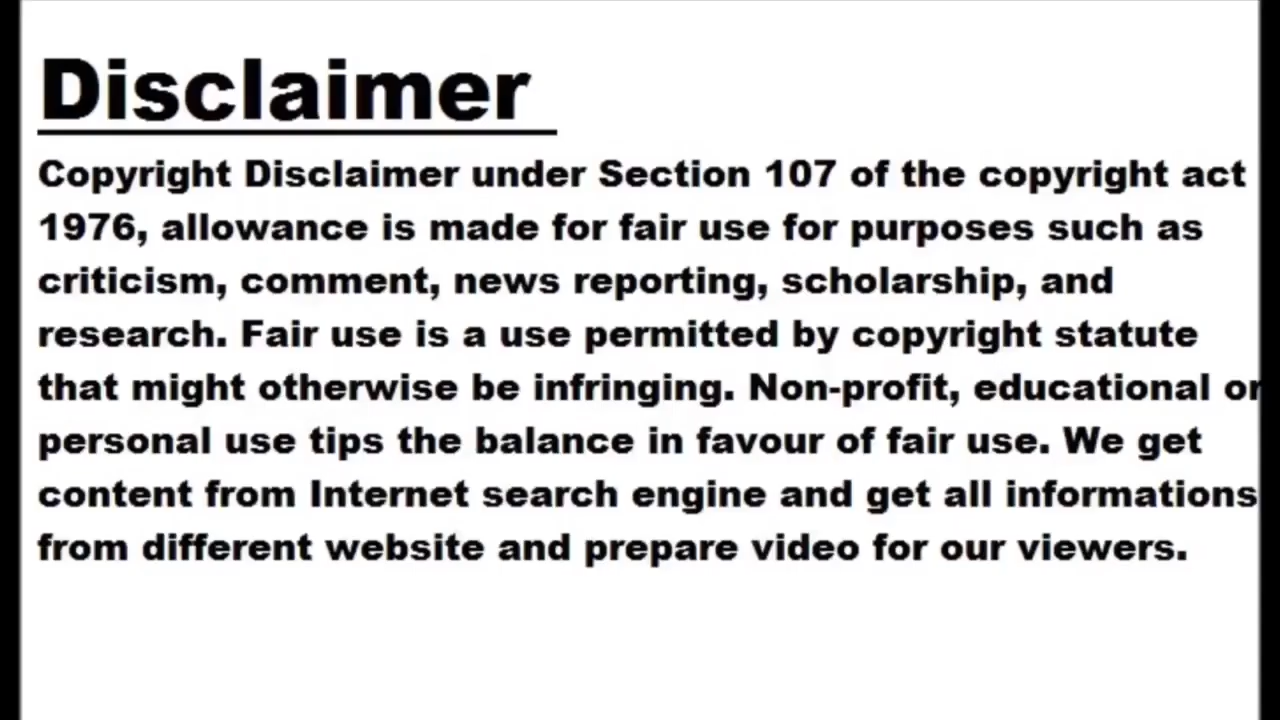 Disclaimer
Copyright Disclaimer under Section 107 of the copyright act
1976, allowance is made for fair use for purposes such as
criticism, comment, news reporting, scholarship, and
research. Fair use is a use permitted by copyright statute
that might otherwise be infringing. Non-profit, educational or
personal use tips the balance in favour of fair use. We get
content from Internet search engine and get all informations
from different website and prepare video for our viewers.